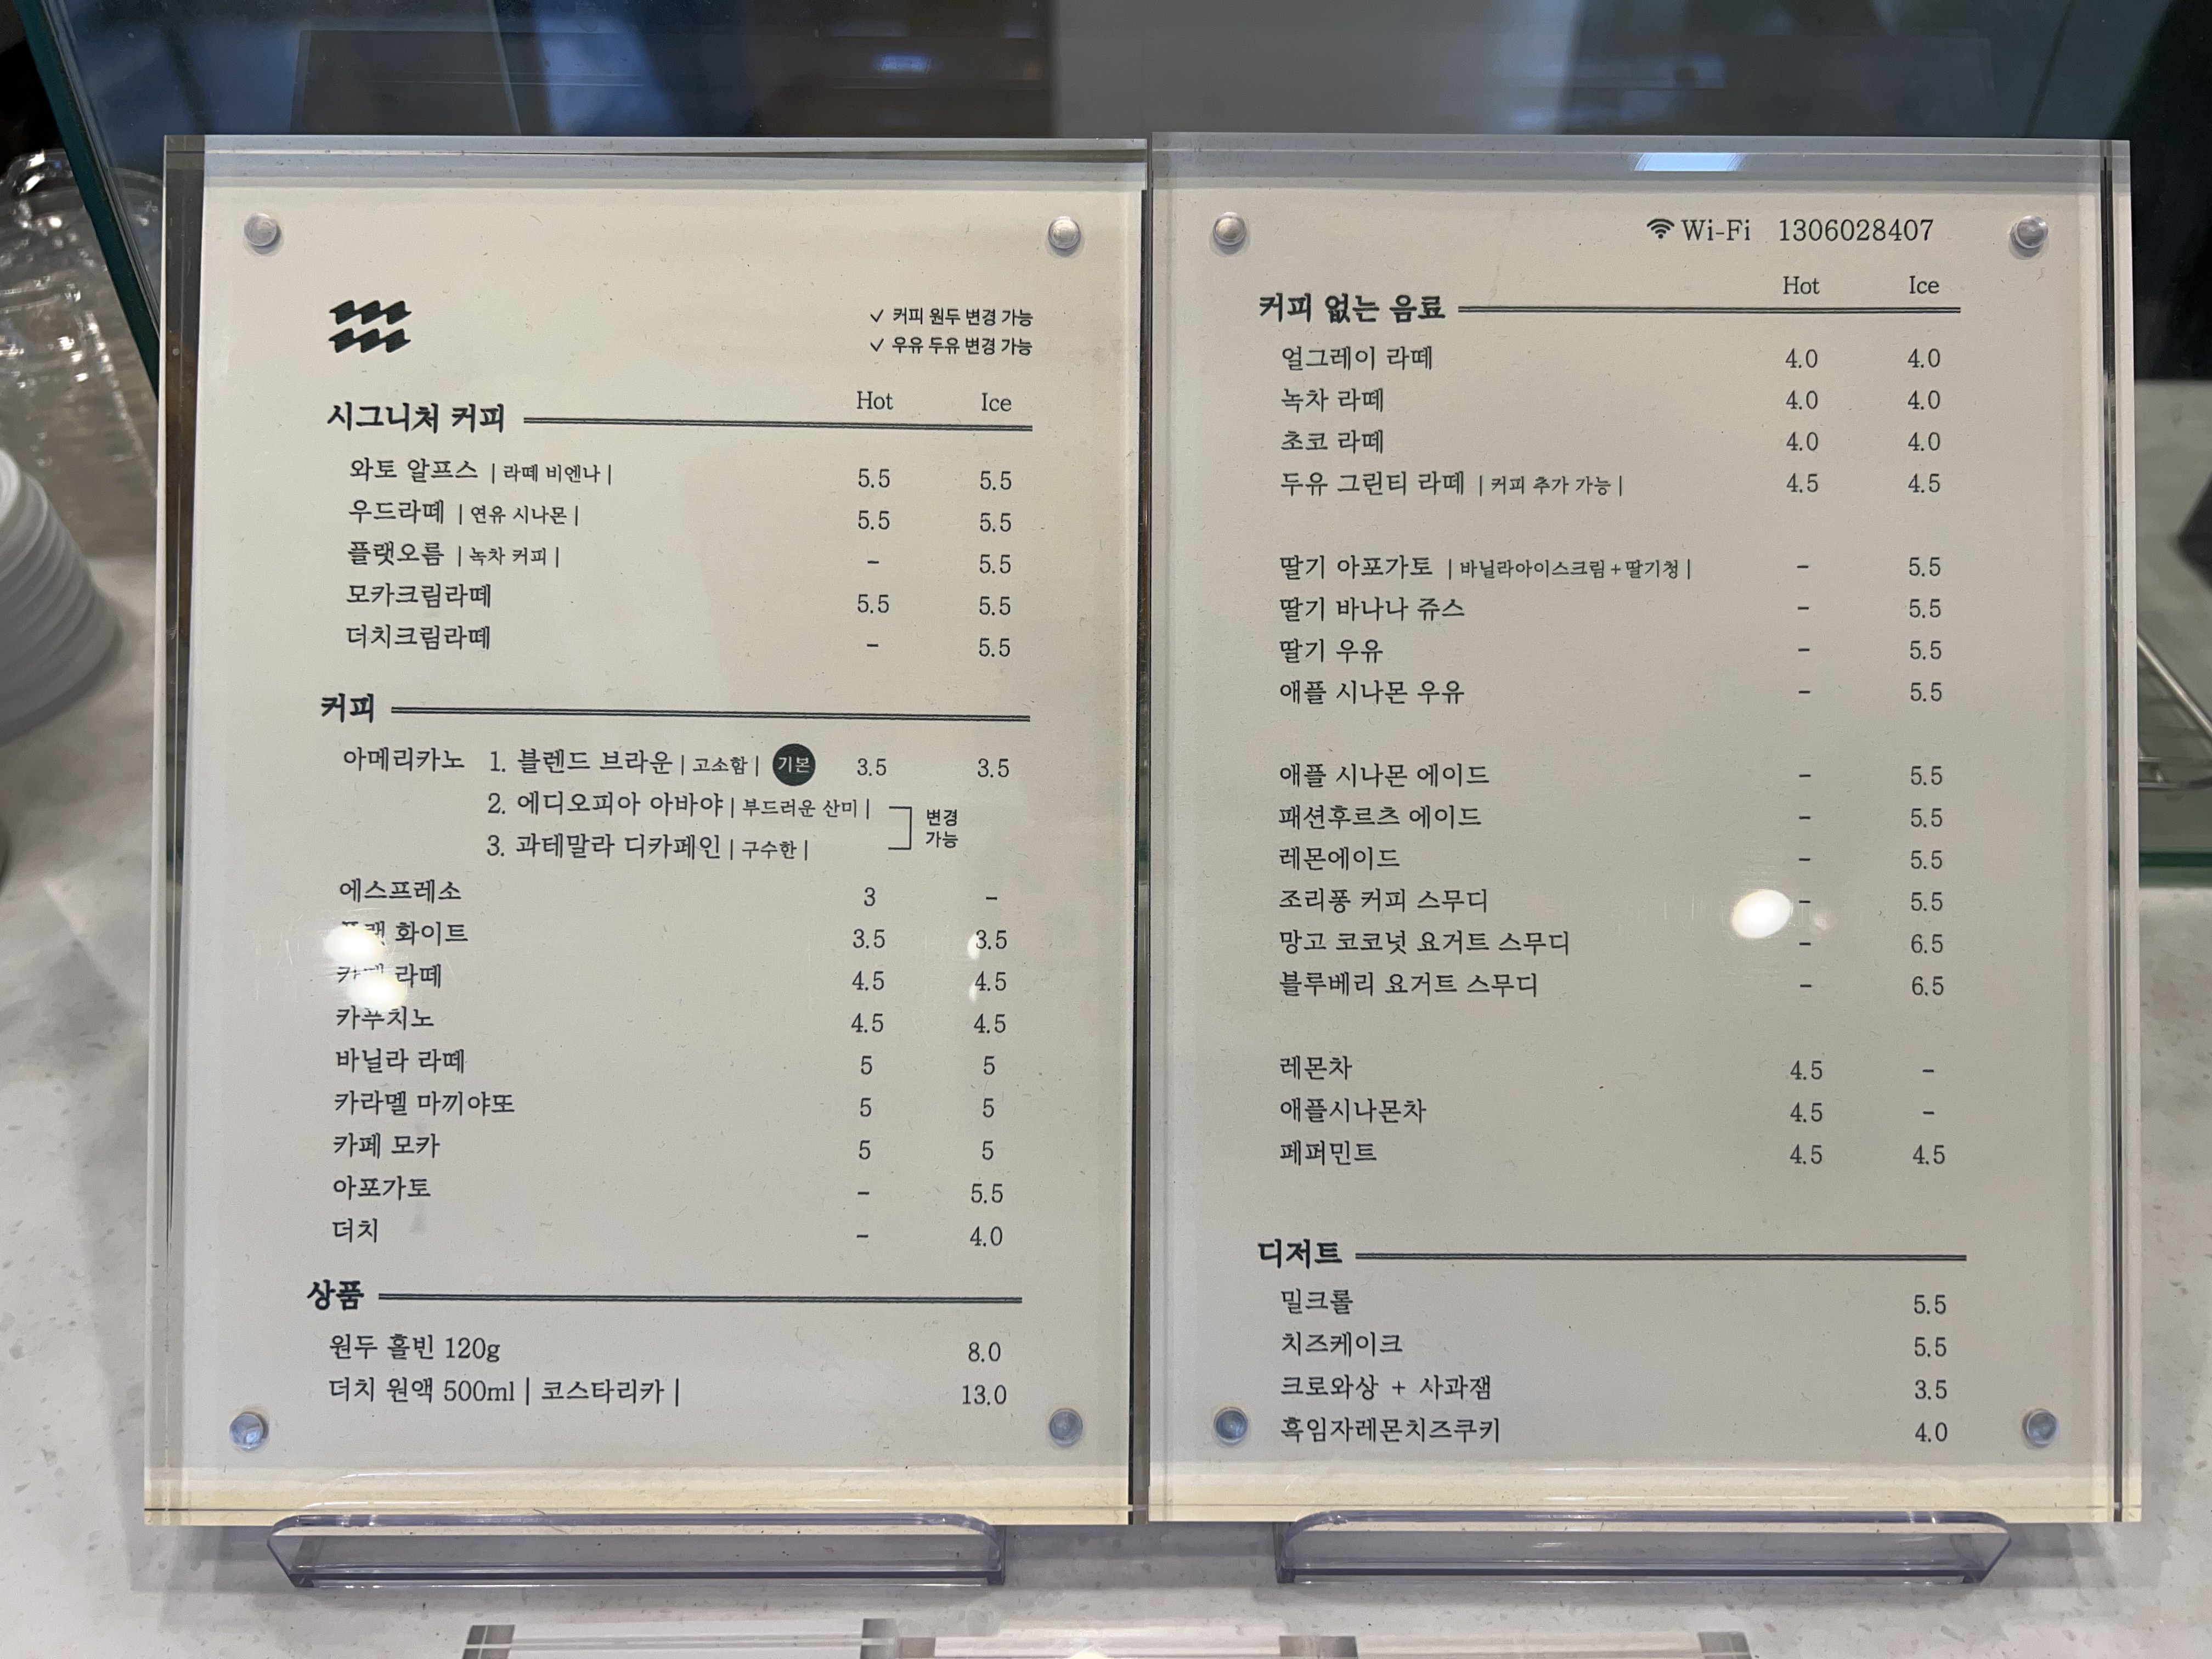 ✓ 커피 원두 변경 가능
✓ 우유 두유 변경 가능
Hot Ice
시그니처 커피
와토 알프스 | 라떼 비엔나 | 5.5 5.5
우드라떼 | 연유 시나몬 | 5.5 5.5
플랫오름 | 녹차 커피 | - 5.5
모카크림라떼 5.5 5.5
더치크림라떼 - 5.5
커피
아메리카노 1. 블렌드 브라운 | 고소함 | 기본 3.5 3.5
2. 에디오피아 아바야 | 부드러운 산미 |
3. 과테말라 디카페인 | 구수한 |
변경
가능
에스프레소 3 -
플랫 화이트 3.5 3.5
카페 라떼 4.5 4.5
카푸치노 4.5 4.5
바닐라 라떼 5 5
카라멜 마끼야또 5 5
카페 모카 5 5
아포가토 - 5.5
더치 - 4.0
상품
원두 홀빈 120g 8.0
더치 원액 500ml | 코스타리카 | 13.0
Wi-Fi 1306028407
Hot Ice
커피 없는 음료
얼그레이 라떼 4.0 4.0
녹차 라떼 4.0 4.0
초코 라떼 4.0 4.0
두유 그린티 라떼 | 커피 추가 가능 | 4.5 4.5
딸기 아포가토 | 바닐라아이스크림+딸기청 | - 5.5
딸기 바나나 쥬스 - 5.5
딸기 우유 - 5.5
애플 시나몬 우유 - 5.5
애플 시나몬 에이드 - 5.5
패션후르츠 에이드 - 5.5
레몬에이드 - 5.5
조리퐁 커피 스무디 - 5.5
망고 코코넛 요거트 스무디 - 6.5
블루베리 요거트 스무디 - 6.5
레몬차 4.5 -
애플시나몬차 4.5 -
페퍼민트 4.5 4.5
디저트
밀크롤 5.5
치즈케이크 5.5
크로와상 + 사과잼 3.5
흑임자레몬치즈쿠키 4.0